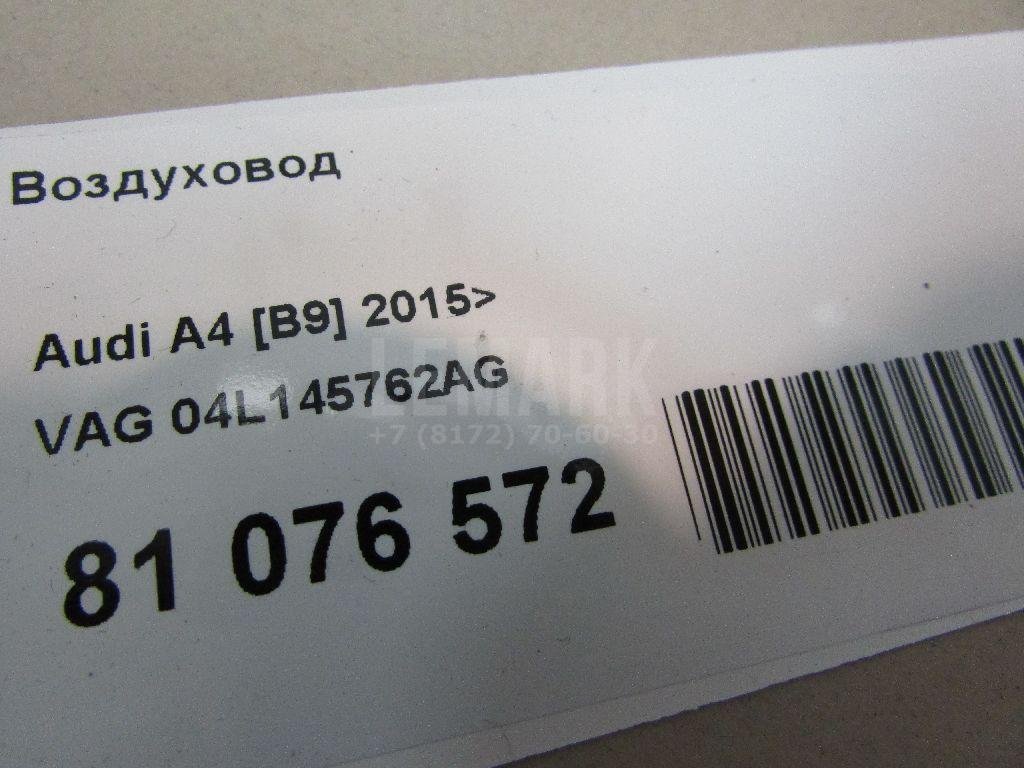 Воздуховод
Audi A4 [B9] 2015>
VAG 04L145762AG
81 076 572
LEMARK
+7 (8172) 70-60-30